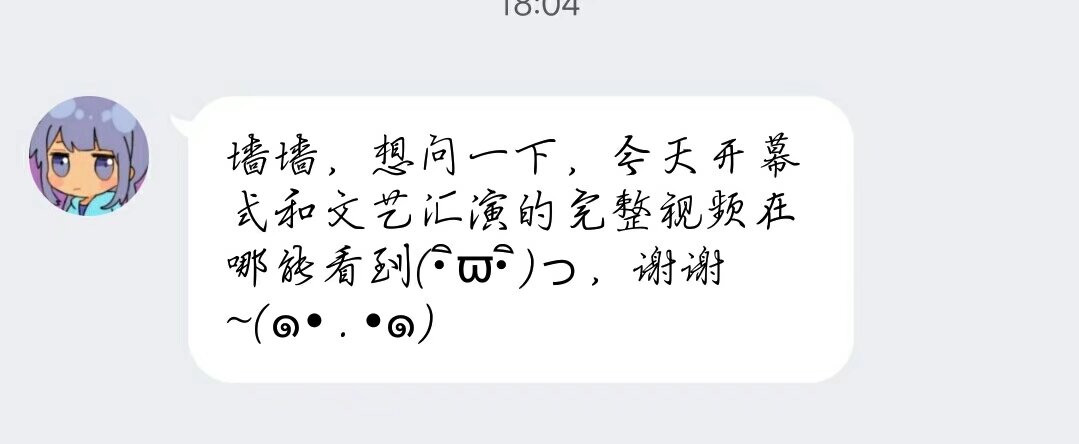 18:04
墙墙，想问一下，今天开幕
式和文艺汇演的完整视频在
哪能看到(•̂ ϖ•̂ )つ，谢谢
~(๑• . •๑)